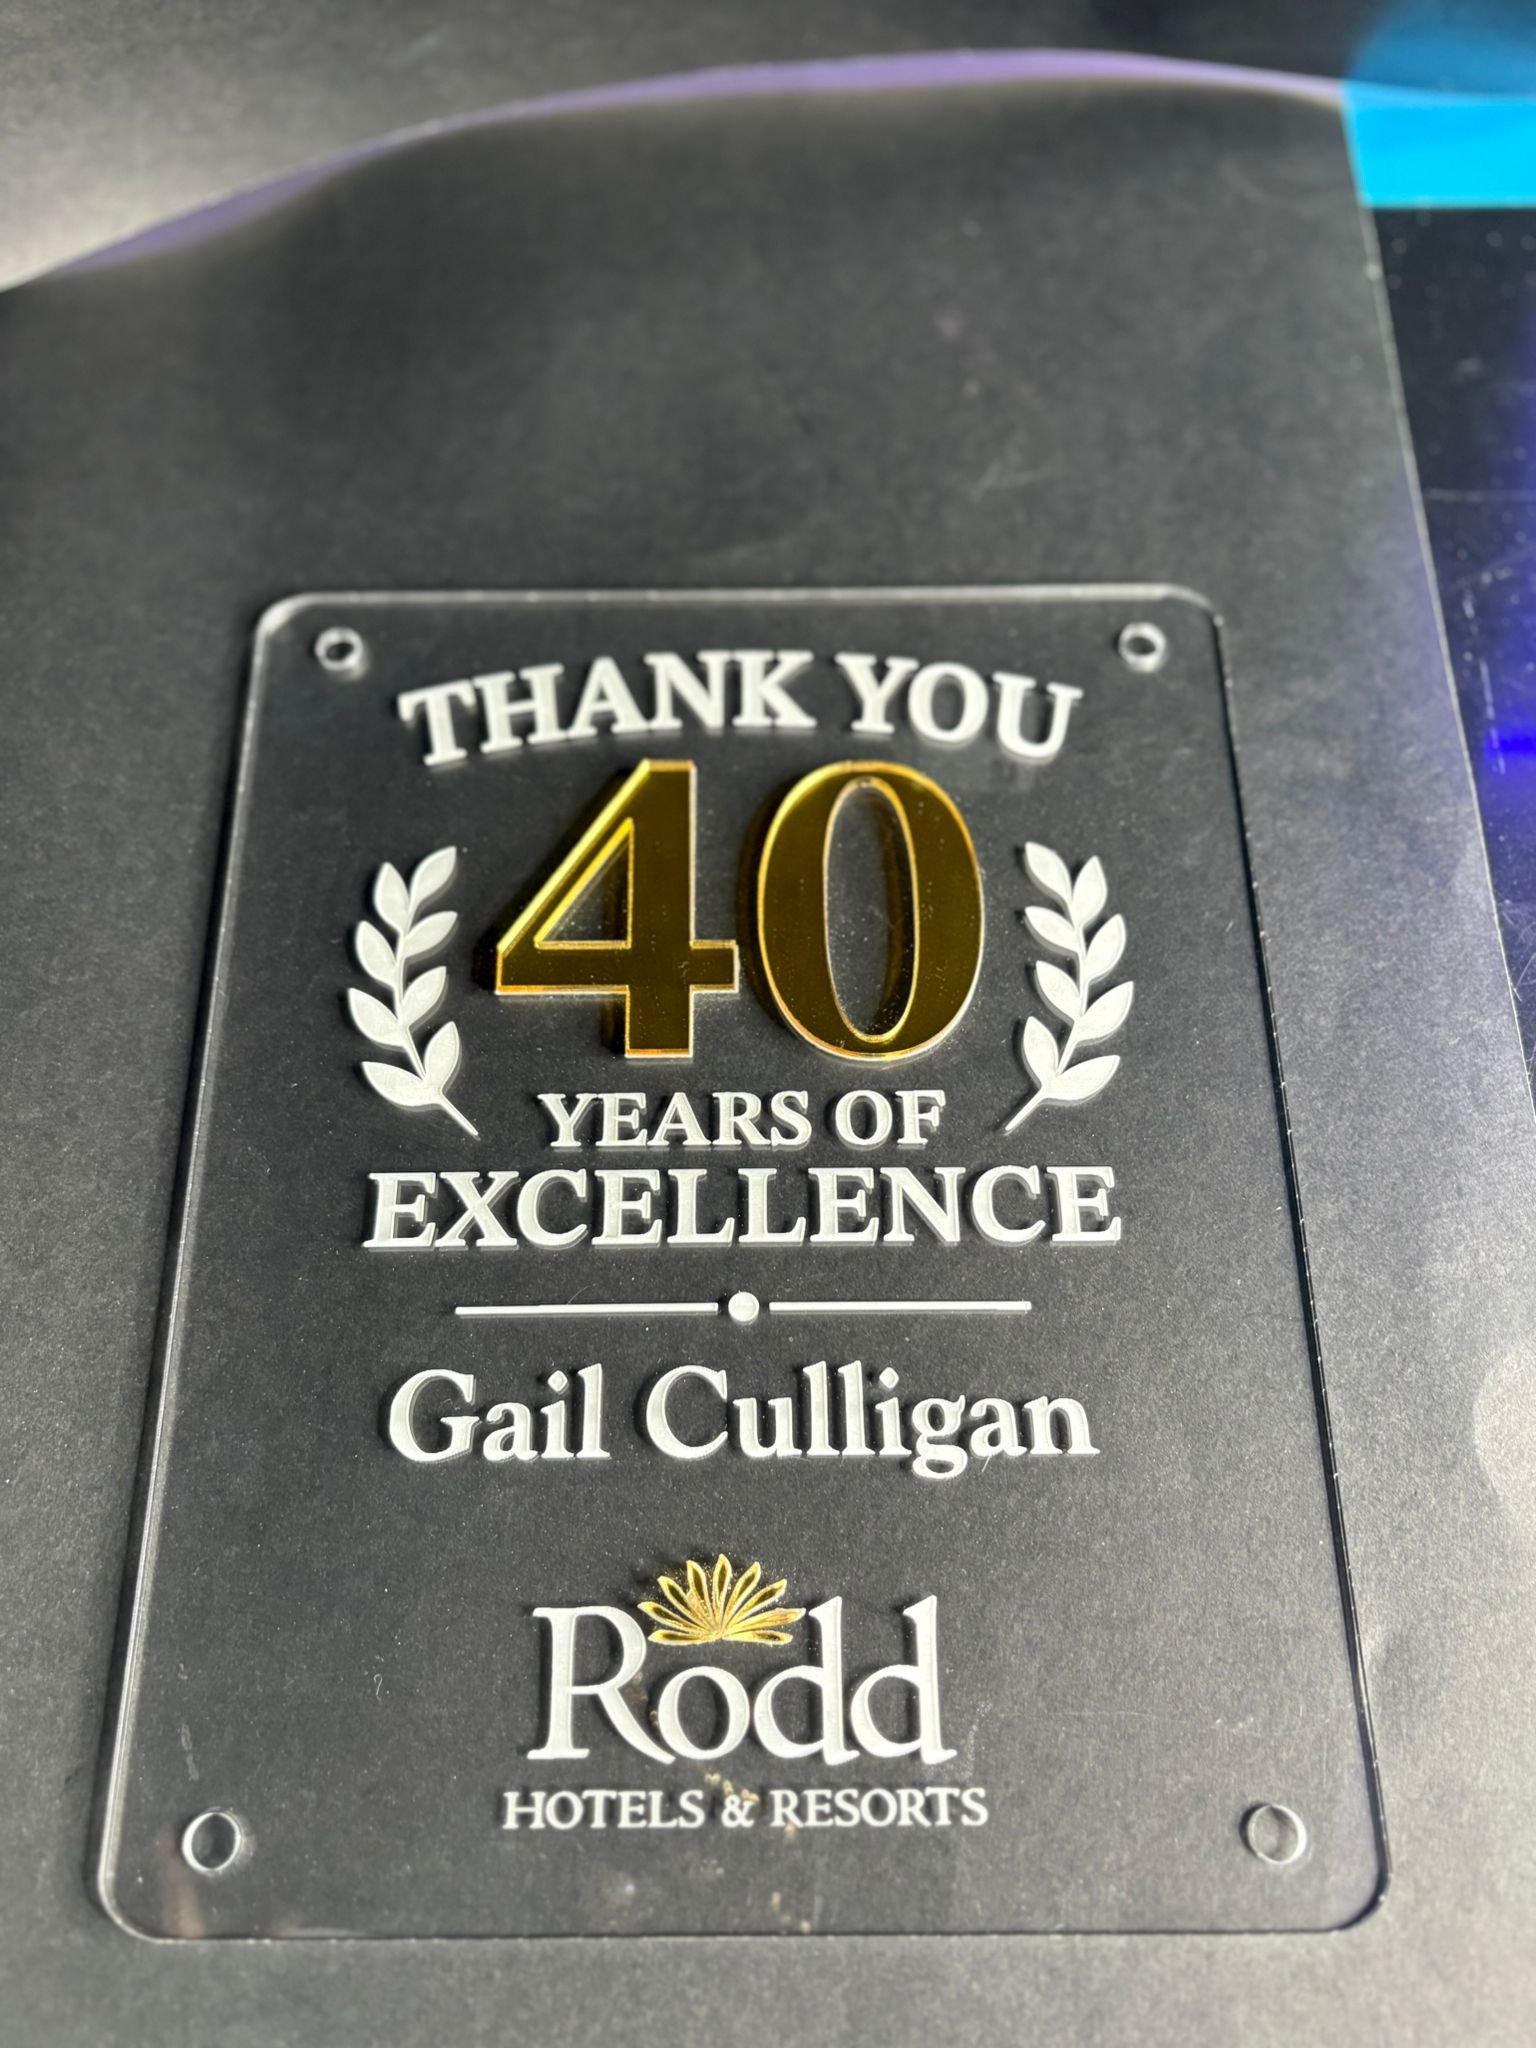 THANK YOU
40
YEARS OF
EXCELLENCE
Gail Culligan
Rodd
HOTELS & RESORTS